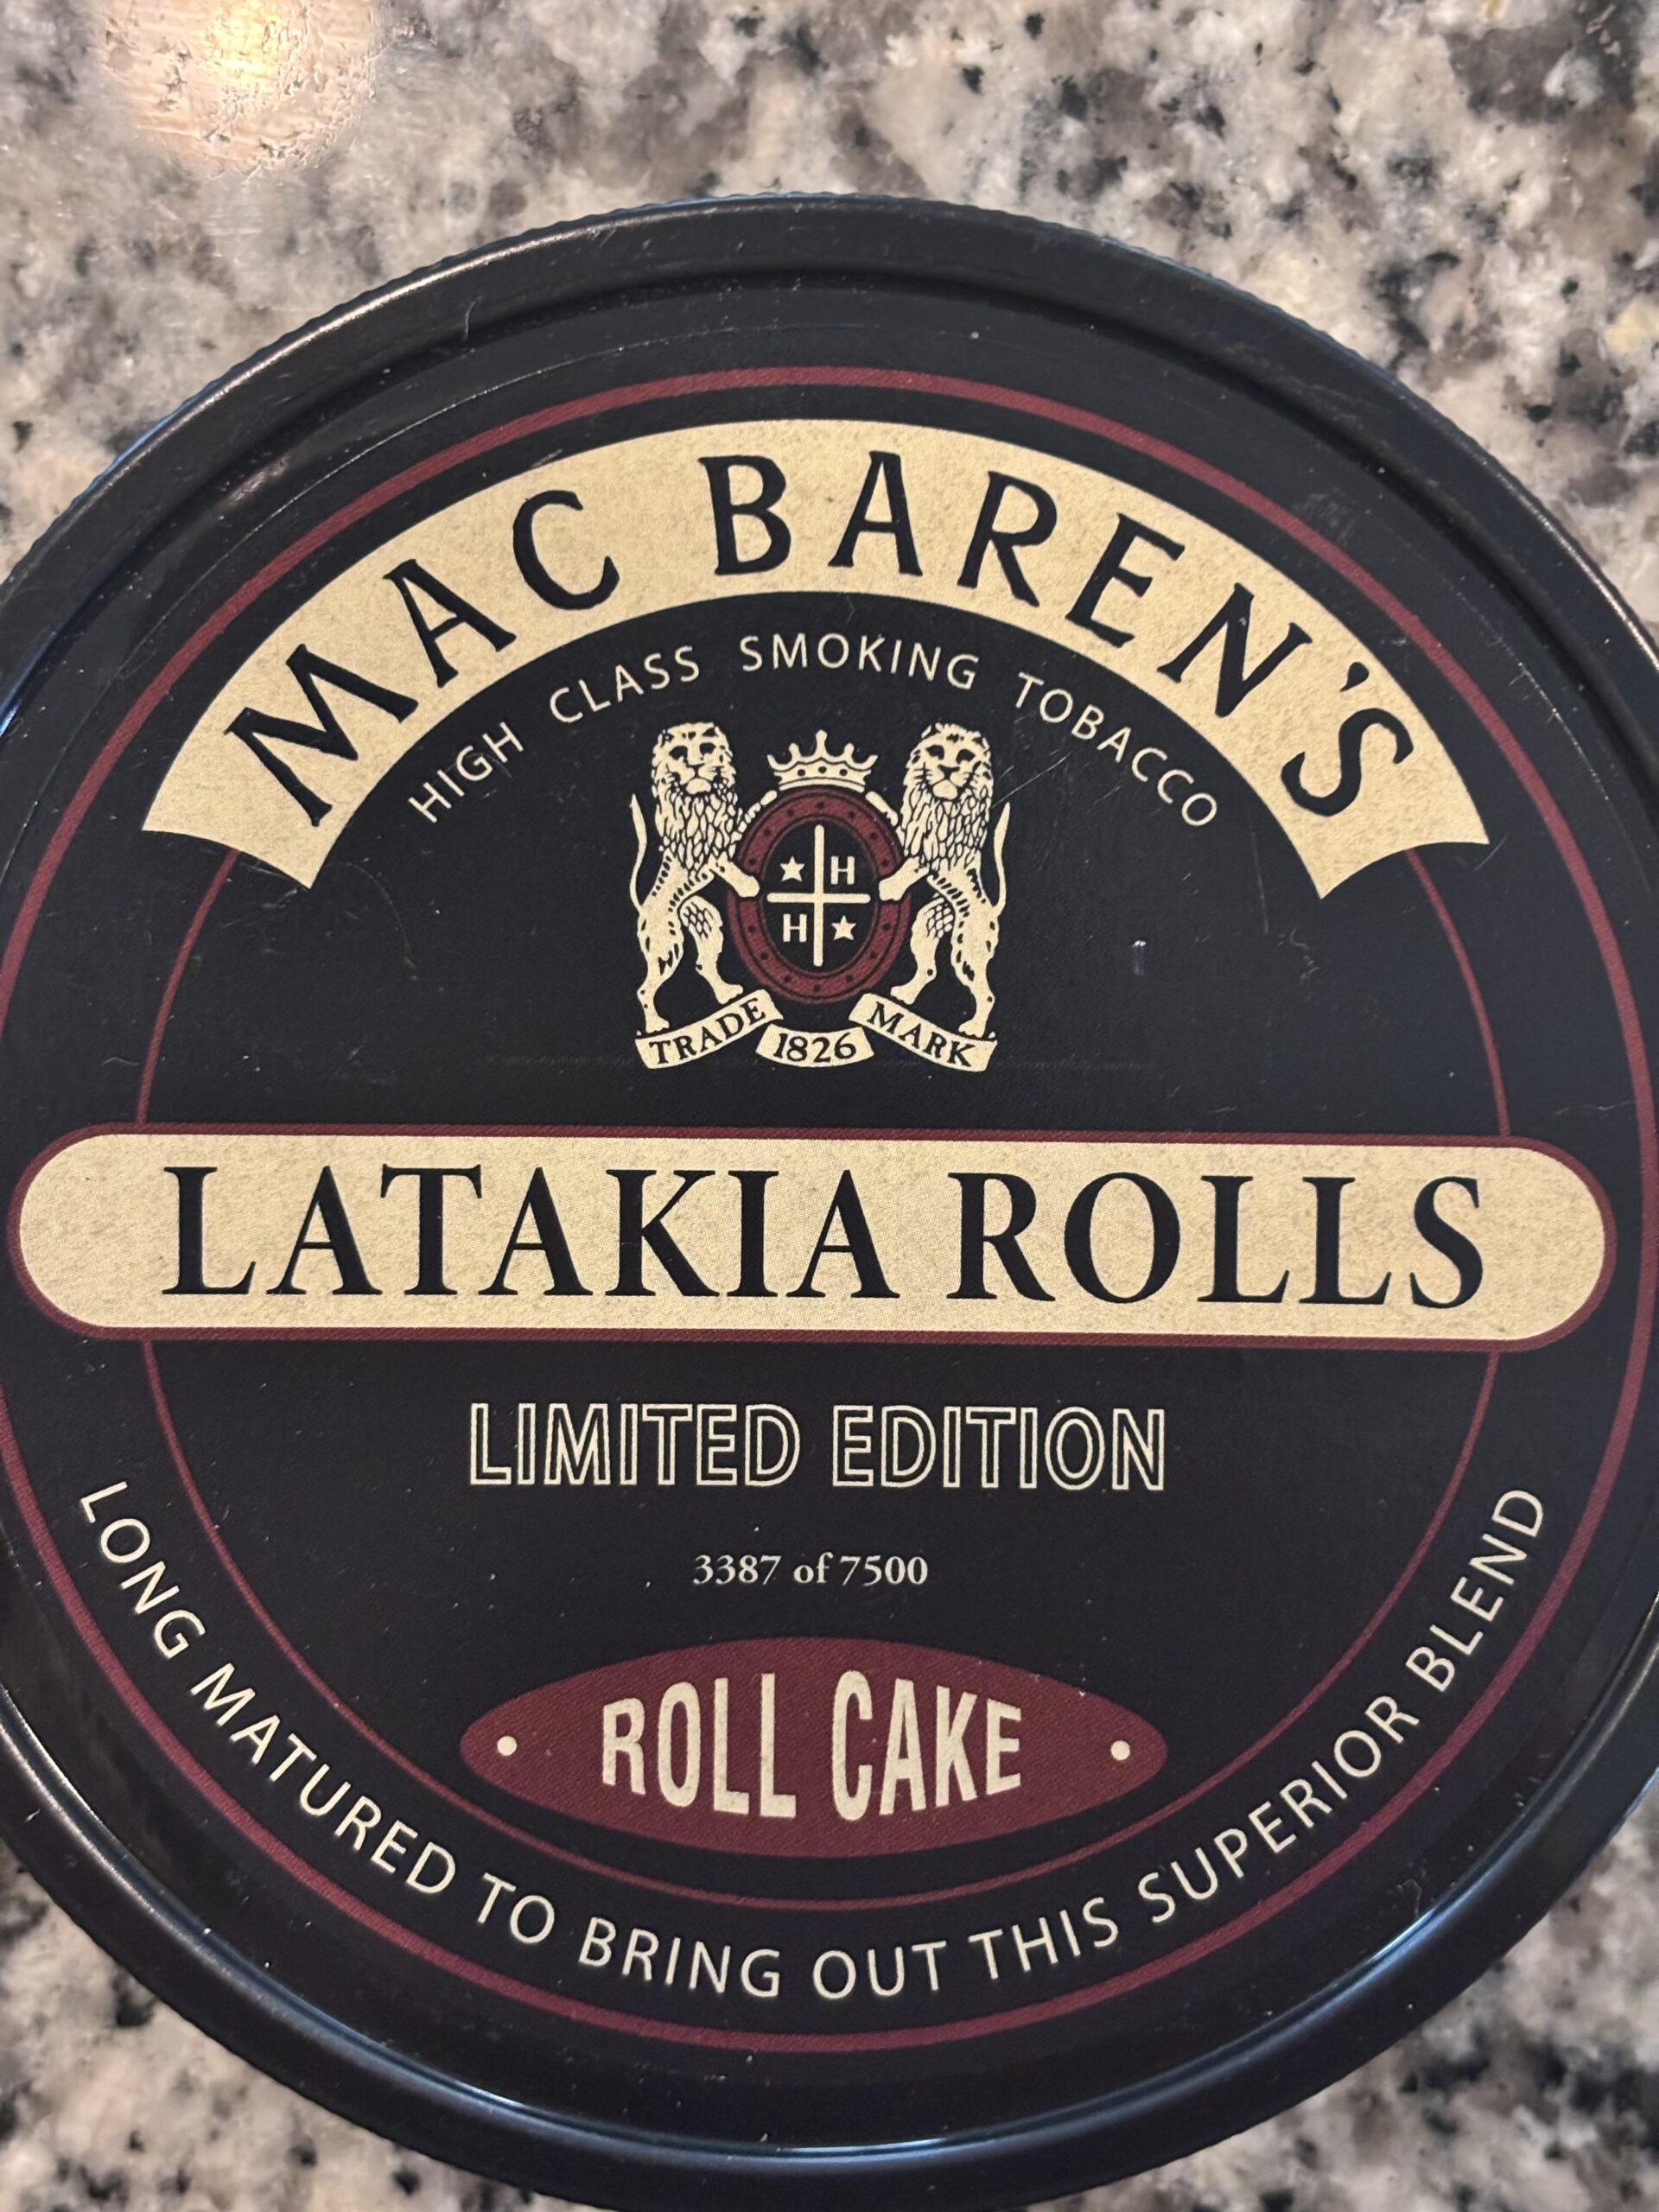 MAC BAREN'S
HIGH CLASS SMOKING TOBACCO
H
H
TRADE 1826 MARK
LATAKIA ROLLS
LIMITED EDITION
3387 of 7500
ROLL CAKE
LONG MATURED TO BRING OUT THIS SUPERIOR BLEND